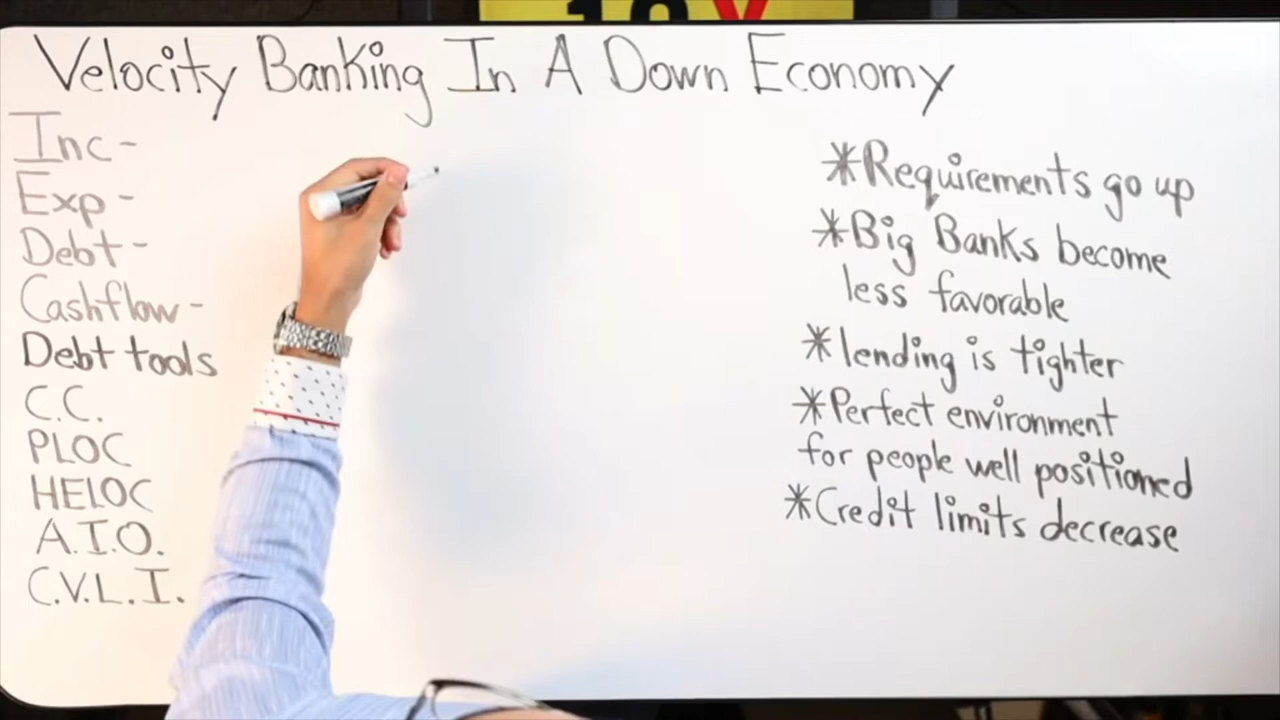 10X
Velocity Banking In A Down Economy
Inc -
Exp -
Debt -
Cashflow -
Debt tools
C.C.
PLOC
HELOC
A.I.O.
C.V.L.I.
*Requirements go up
*Big Banks become
less favorable
*lending is tighter
*Perfect environment
for people well positioned
*Credit limits decrease